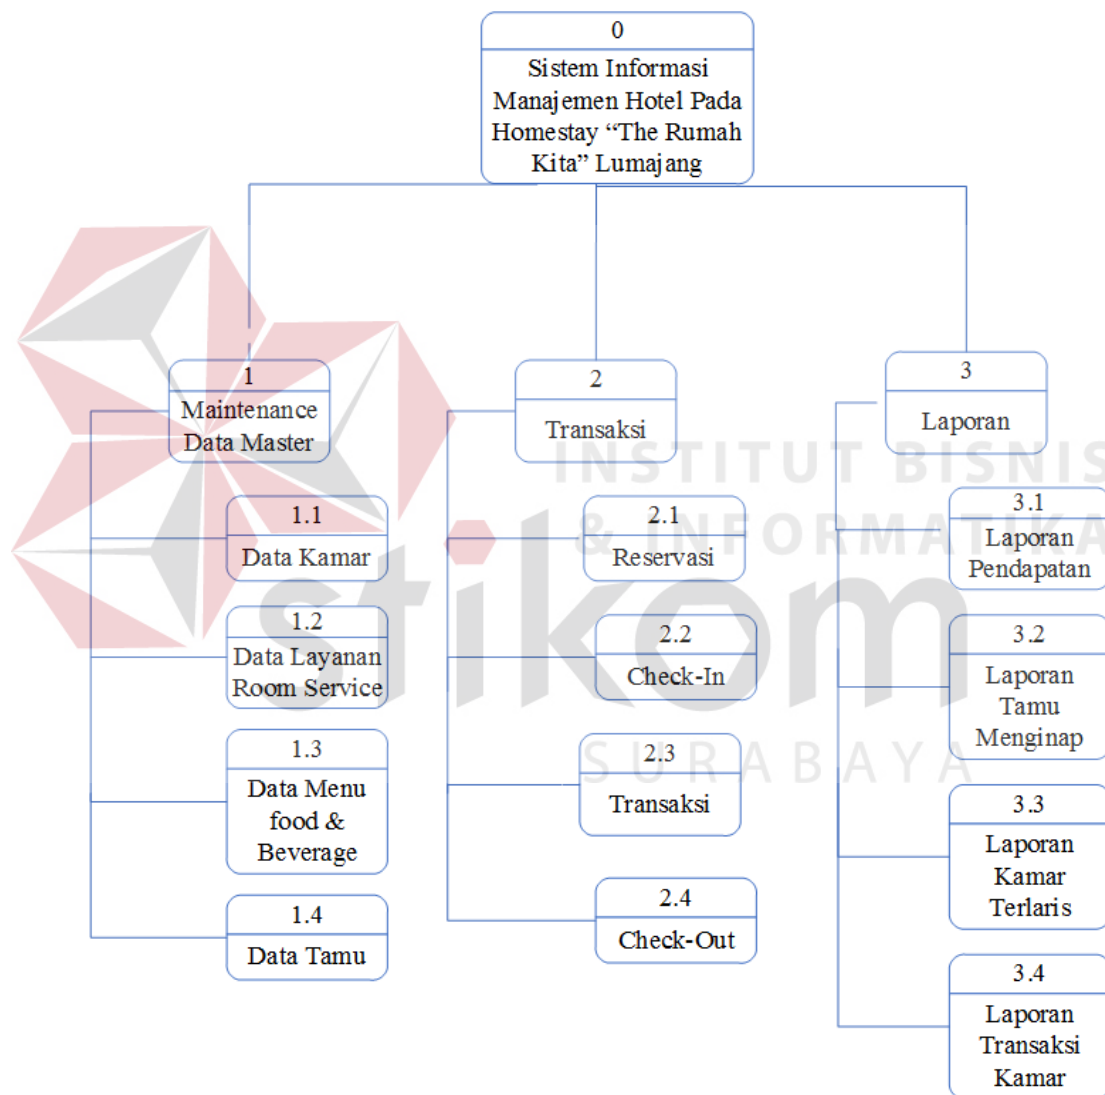 0
Sistem Informasi
Manajemen Hotel Pada
Homestay “The Rumah
Kita” Lumajang
1
Maintenance
Data Master
1.1
Data Kamar
1.2
Data Layanan
Room Service
1.3
Data Menu
food &
Beverage
1.4
Data Tamu
2
Transaksi
2.1
Reservasi
2.2
Check-In
2.3
Transaksi
2.4
Check-Out
3
Laporan
3.1
Laporan
Pendapatan
3.2
Laporan
Tamu
Menginap
3.3
Laporan
Kamar
Terlaris
3.4
Laporan
Transaksi
Kamar
INSTITUT BISNIS
& INFORMATIKA
stikom
SURABAYA